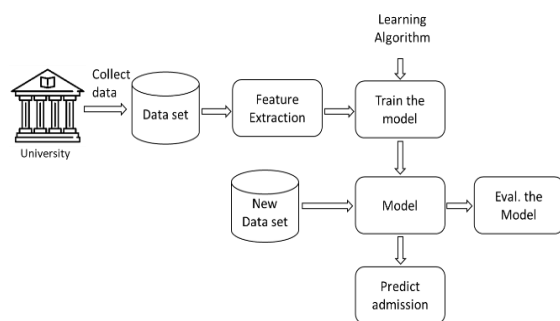 Learning
Algorithm
Collect
data
University
Data set
Feature
Extraction
Train the
model
New
Data set
Model
Eval. the
Model
Predict
admission